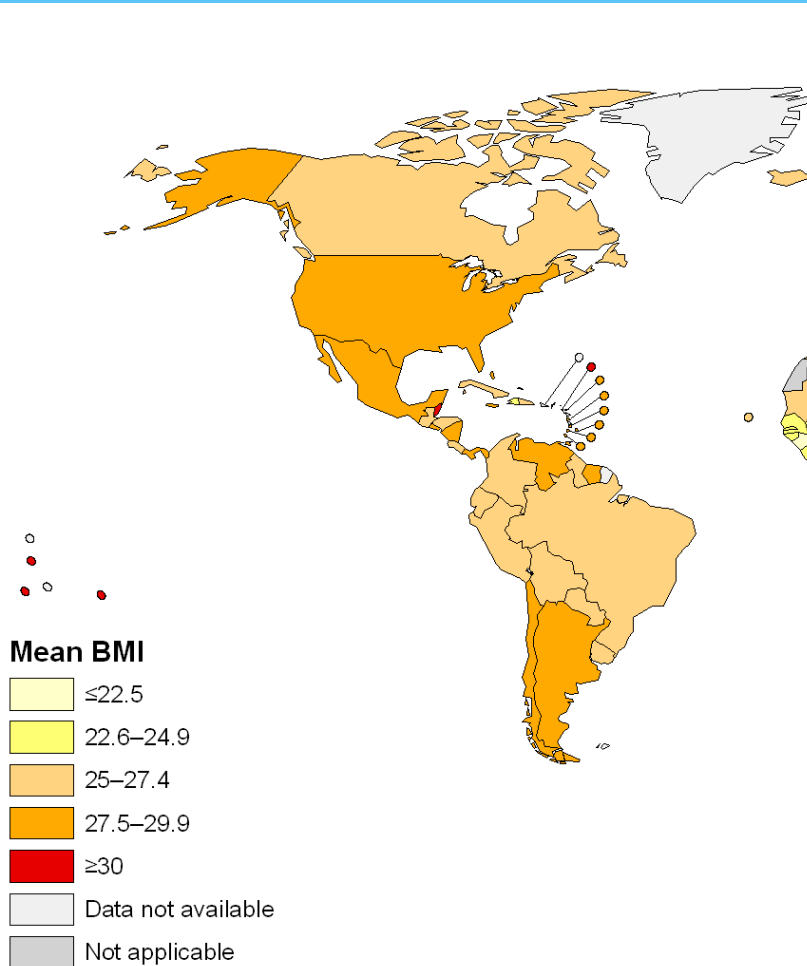 Mean BMI
≤22.5
22.6–24.9
25–27.4
27.5–29.9
≥30
Data not available
Not applicable